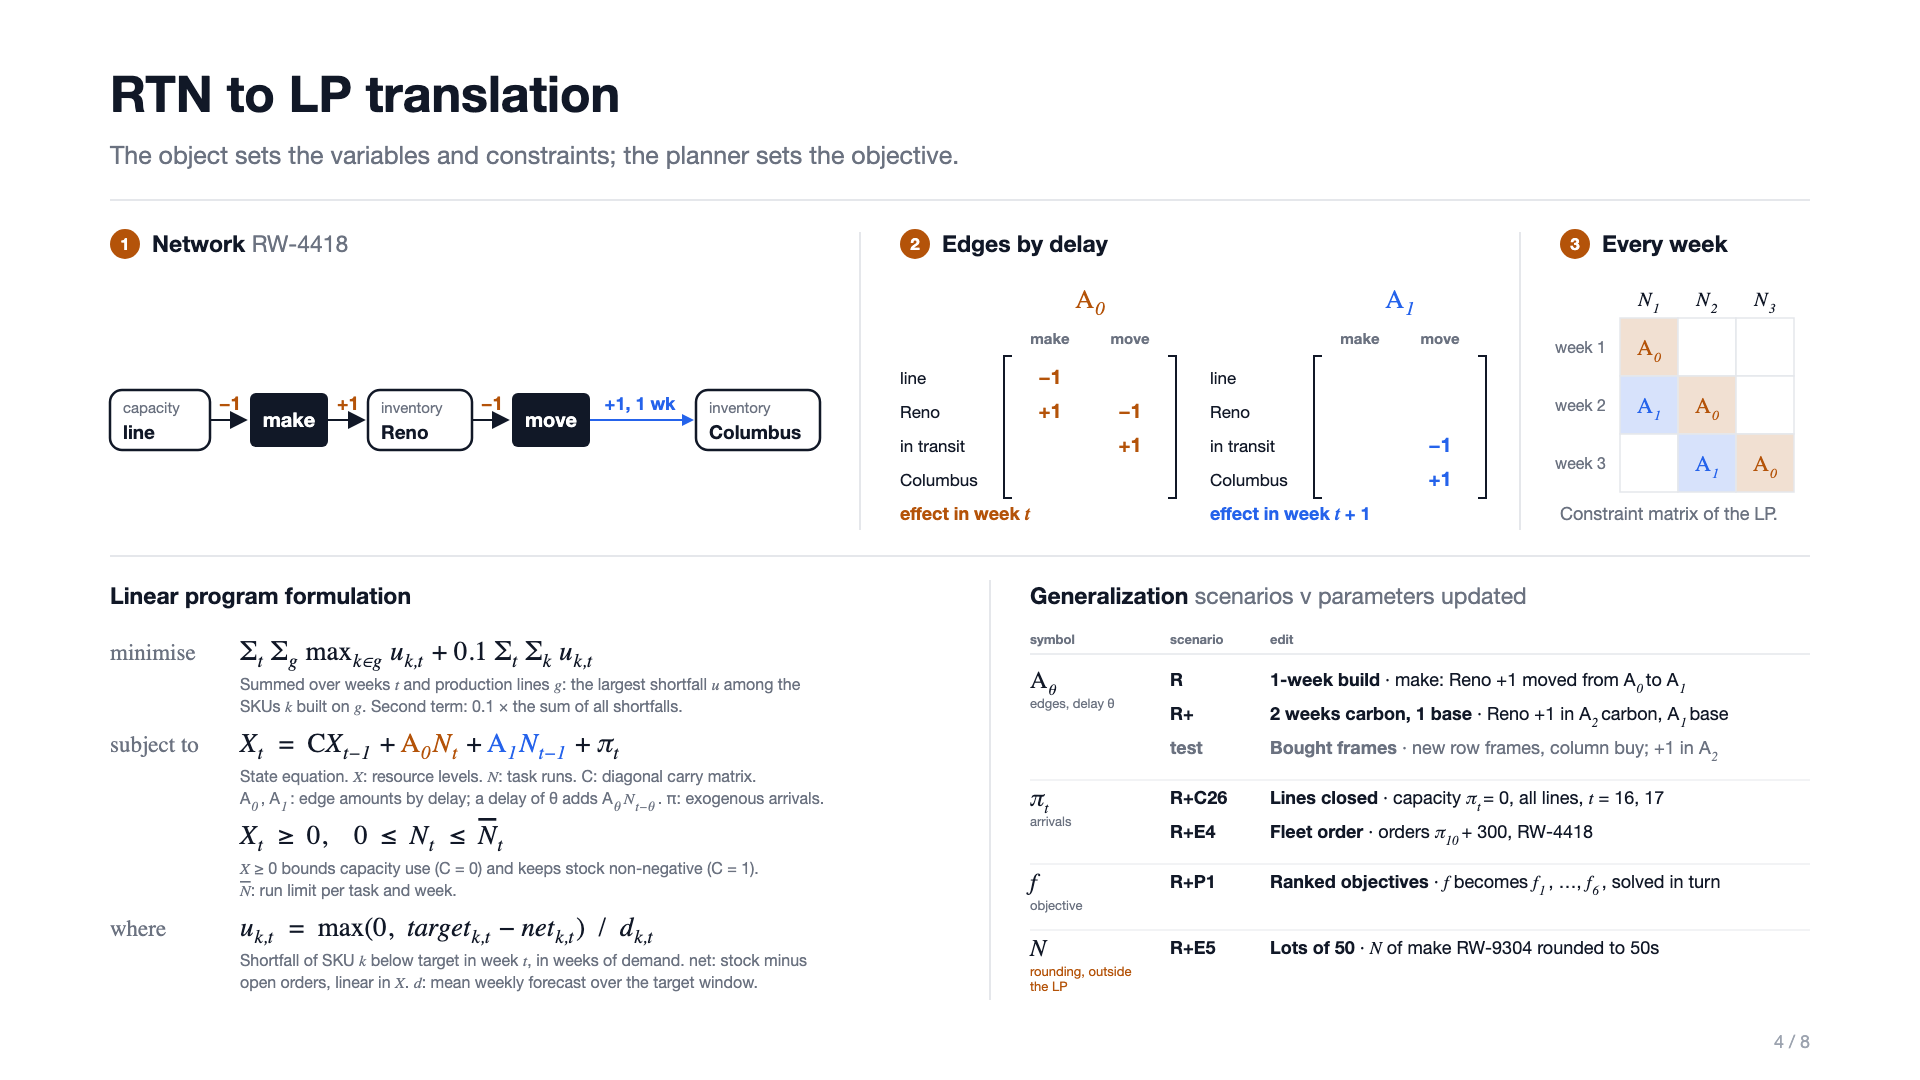 RTN to LP translation
The object sets the variables and constraints; the planner sets the objective.
1 Network RW-4418
capacity
line
−1
make
+1
inventory
Reno
−1
move
+1, 1 wk
inventory
Columbus
2 Edges by delay
A0
make move
line −1
Reno +1 −1
in transit +1
Columbus
effect in week t
A1
make move
line
Reno
in transit −1
Columbus +1
effect in week t + 1
3 Every week
N1 N2 N3
week 1 A0
week 2 A1 A0
week 3 A1 A0
Constraint matrix of the LP.
Linear program formulation
minimise Σt Σg maxk∈g uk,t + 0.1 Σt Σk uk,t
Summed over weeks t and production lines g: the largest shortfall u among the
SKUs k built on g. Second term: 0.1 × the sum of all shortfalls.
subject to Xt = CXt−1 + A0Nt + A1Nt−1 + πt
State equation. X: resource levels. N: task runs. C: diagonal carry matrix.
A0, A1: edge amounts by delay; a delay of θ adds AθNt−θ. π: exogenous arrivals.
Xt ≥ 0, 0 ≤ Nt ≤ N̅t
X ≥ 0 bounds capacity use (C = 0) and keeps stock non-negative (C = 1).
N̅: run limit per task and week.
where uk,t = max(0, targetk,t − netk,t) / dk,t
Shortfall of SKU k below target in week t, in weeks of demand. net: stock minus
open orders, linear in X. d: mean weekly forecast over the target window.
Generalization scenarios v parameters updated
symbol scenario edit
Aθ
edges, delay θ
R 1-week build · make: Reno +1 moved from A0 to A1
R+ 2 weeks carbon, 1 base · Reno +1 in A2 carbon, A1 base
test Bought frames · new row frames, column buy; +1 in A2
πt
arrivals
R+C26 Lines closed · capacity πt = 0, all lines, t = 16, 17
R+E4 Fleet order · orders π10 + 300, RW-4418
f
objective
R+P1 Ranked objectives · f becomes f1, …, f6, solved in turn
N
rounding, outside
the LP
R+E5 Lots of 50 · N of make RW-9304 rounded to 50s
4 / 8